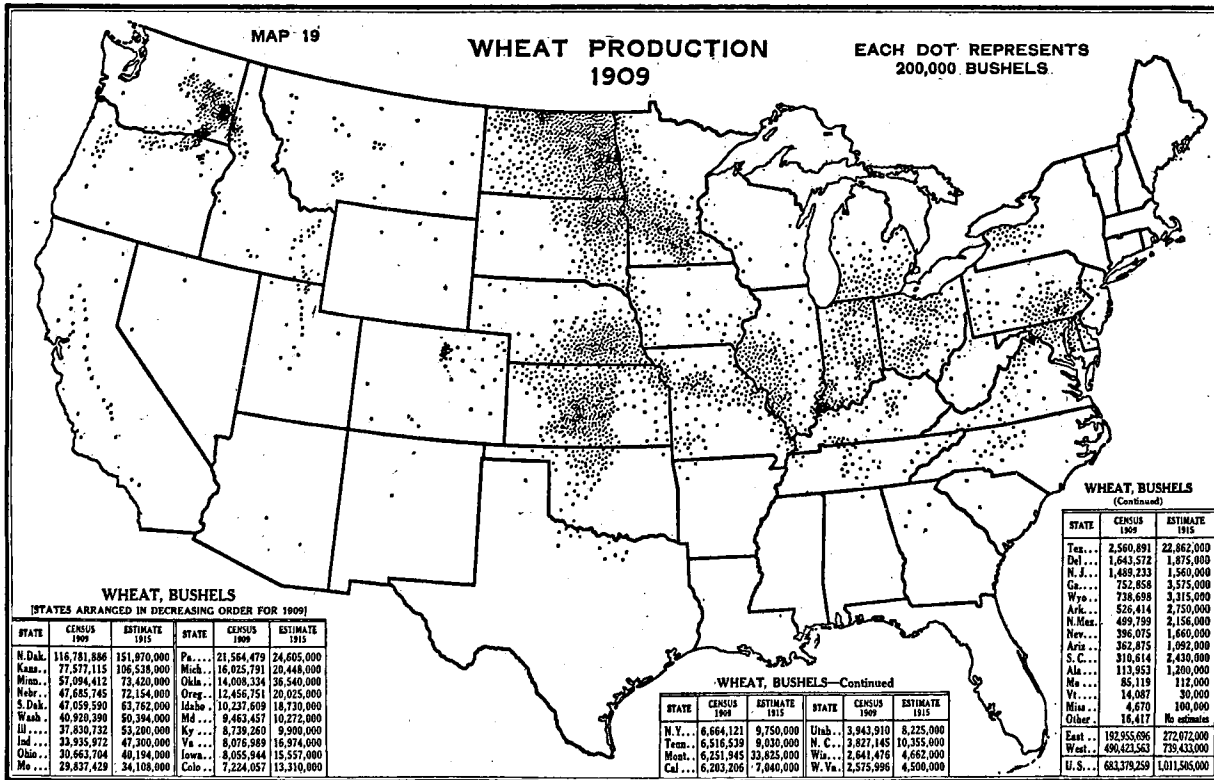 MAP 19
WHEAT PRODUCTION
1909
EACH DOT REPRESENTS
200,000 BUSHELS
WHEAT, BUSHELS
[STATES ARRANGED IN DECREASING ORDER FOR 1909]
STATE CENSUS 1909 ESTIMATE 1915 STATE CENSUS 1909 ESTIMATE 1915
N.Dak. 116,781,886 151,970,000 Pa.... 21,564,479 24,605,000
Kans.. 77,577,115 106,538,000 Mich.. 16,025,791 20,448,000
Minn.. 57,094,412 73,420,000 Okla.. 14,008,334 36,540,000
Nebr.. 47,685,745 72,154,000 Oreg.. 12,456,751 20,025,000
S.Dak. 47,059,590 63,762,000 Idaho. 10,237,609 18,730,000
Wash. 40,920,390 50,394,000 Md... 9,463,457 10,272,000
Ill.... 37,830,732 53,200,000 Ky... 8,739,260 9,900,000
Ind... 33,935,972 47,300,000 Va... 8,076,989 16,974,000
Ohio.. 30,663,704 40,194,000 Iowa.. 8,055,944 15,557,000
Mo... 29,837,429 34,108,000 Colo.. 7,224,057 13,310,000
WHEAT, BUSHELS—Continued
STATE CENSUS 1909 ESTIMATE 1915 STATE CENSUS 1909 ESTIMATE 1915
N.Y... 6,664,121 9,750,000 Utah.. 3,943,910 8,225,000
Tenn.. 6,516,539 9,030,000 N. C... 3,827,145 10,355,000
Mont.. 6,251,945 33,825,000 Wis... 2,641,476 4,662,000
Cal... 6,203,206 7,040,000 W. Va. 2,575,996 4,500,000
WHEAT, BUSHELS
(Continued)
STATE CENSUS 1909 ESTIMATE 1915
Tex... 2,560,891 22,862,000
Del... 1,643,572 1,875,000
N. J... 1,489,233 1,560,000
Ga.... 752,858 3,575,000
Wyo.. 738,698 3,315,000
Ark... 526,414 2,750,000
N.Mex. 499,799 2,156,000
Nev... 396,075 1,660,000
Ariz .. 362,875 1,092,000
S. C... 310,614 2,430,000
Ala... 113,953 1,200,000
Me ... 85,119 112,000
Vt.... 14,087 30,000
Miss.. 4,670 100,000
Other. 16,417 No estimates
East.. 192,955,696 272,072,000
West.. 490,423,563 739,433,000
U.S... 683,379,259 1,011,505,000